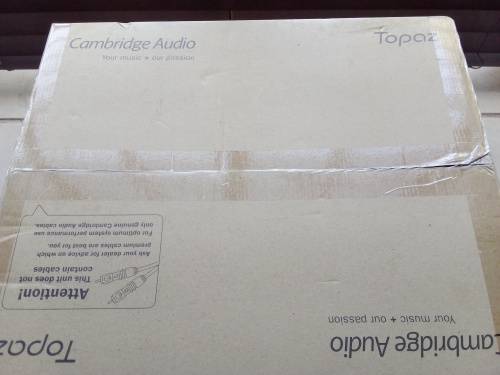 Cambridge Audio
Your music + our passion
Topaz
Attention!
This unit does not
contain cables
Ask your dealer for advice on which
premium cables are best for you.
For optimum system performance use
only genuine Cambridge Audio cables.
Your music + our passion
Cambridge Audio
Topaz